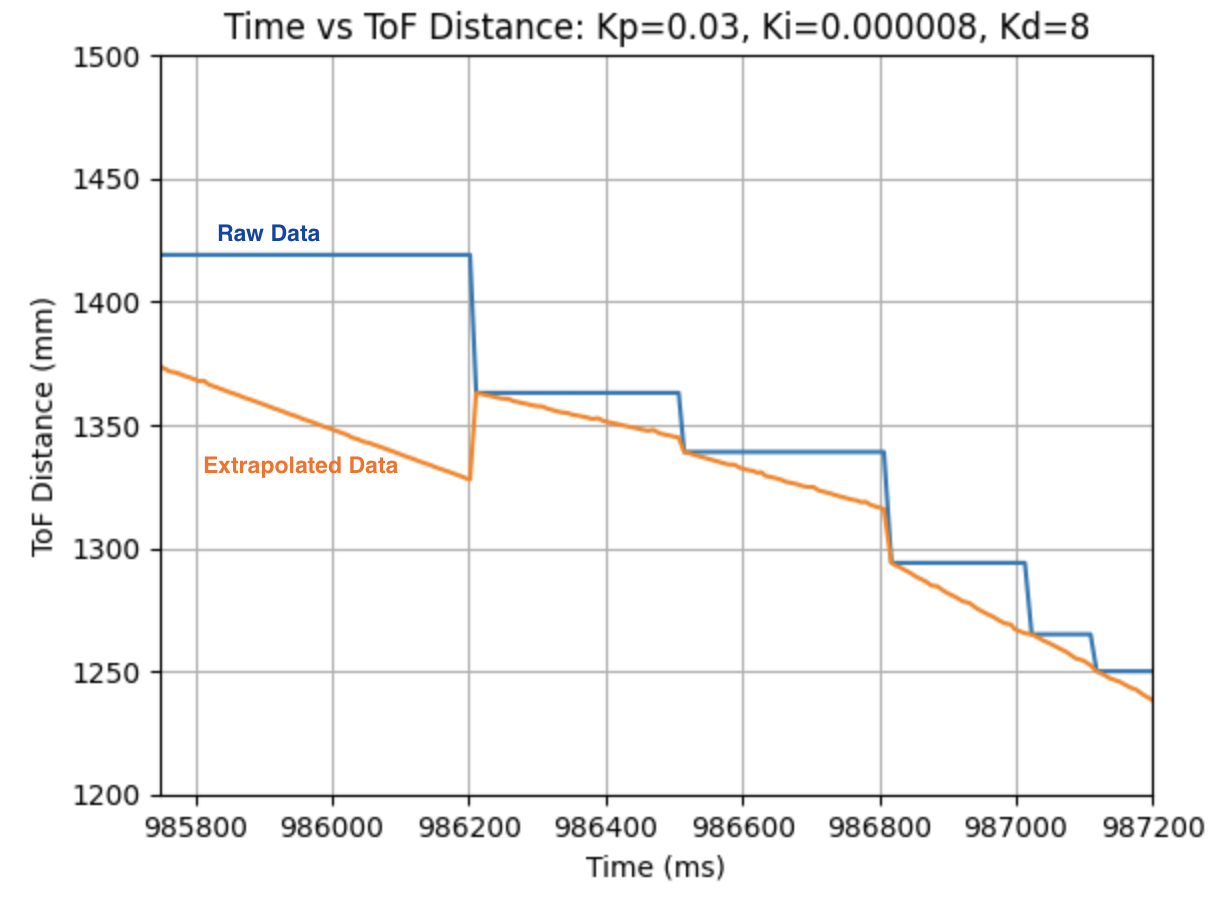 Time vs ToF Distance: Kp=0.03, Ki=0.000008, Kd=8
1500
1450
1400
1350
1300
1250
1200
ToF Distance (mm)
Raw Data
Extrapolated Data
985800 986000 986200 986400 986600 986800 987000 987200
Time (ms)